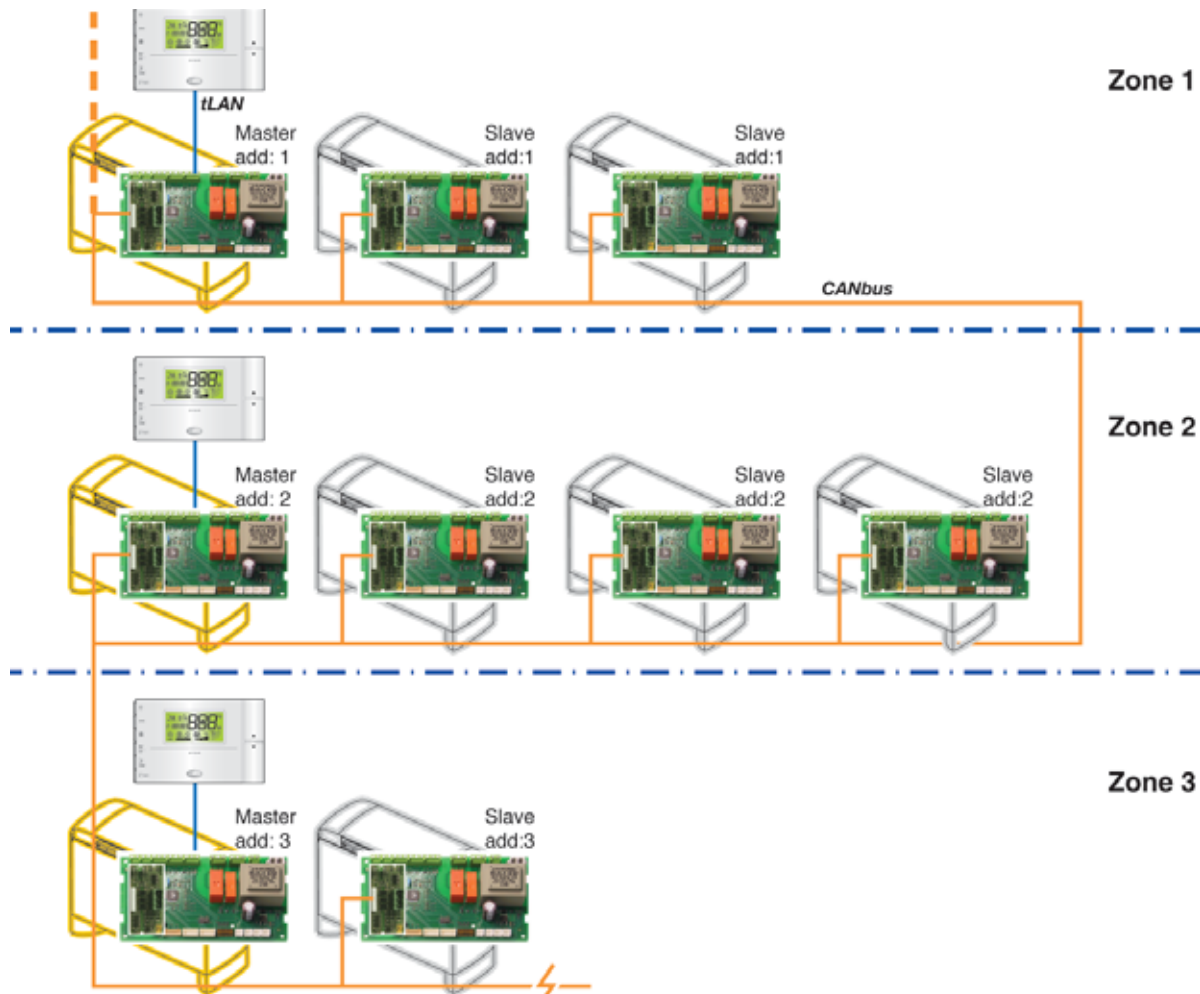 Zone 1
tLAN
Master
add: 1
Slave
add:1
Slave
add:1
CANbus
Zone 2
Master
add: 2
Slave
add:2
Slave
add:2
Slave
add:2
Zone 3
Master
add: 3
Slave
add:3